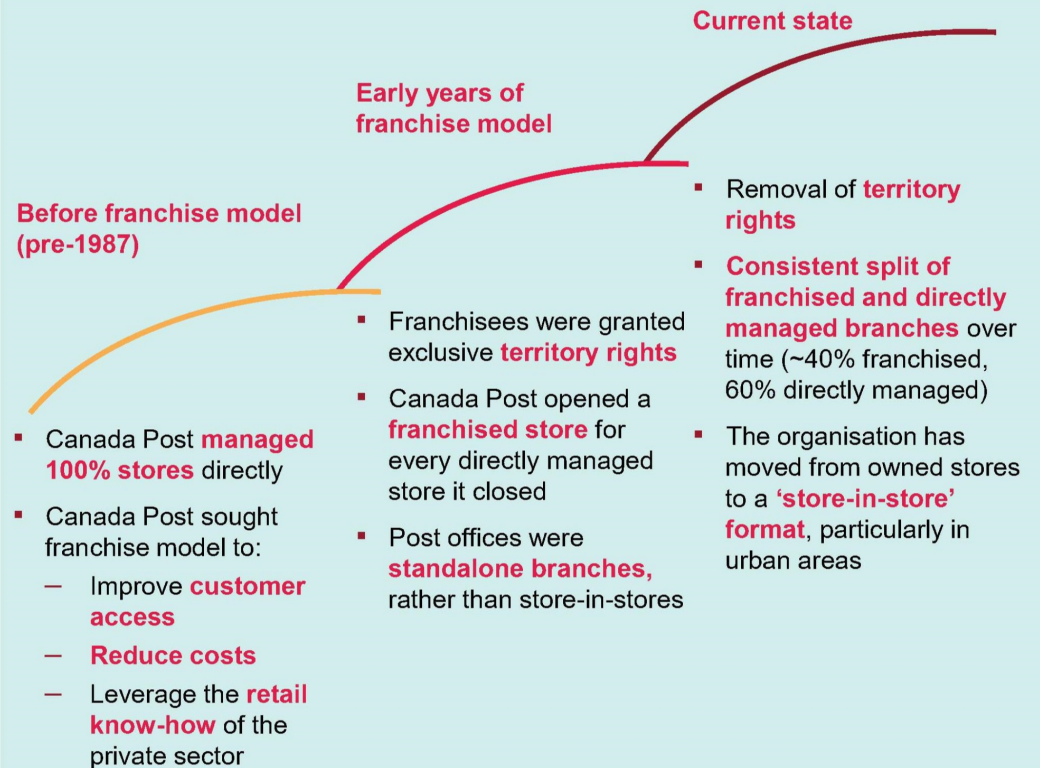 Before franchise model
(pre-1987)
▪ Canada Post managed
100% stores directly
▪ Canada Post sought
franchise model to:
– Improve customer
access
– Reduce costs
– Leverage the retail
know-how of the
private sector
Early years of
franchise model
▪ Franchisees were granted
exclusive territory rights
▪ Canada Post opened a
franchised store for
every directly managed
store it closed
▪ Post offices were
standalone branches,
rather than store-in-stores
Current state
▪ Removal of territory
rights
▪ Consistent split of
franchised and directly
managed branches over
time (~40% franchised,
60% directly managed)
▪ The organisation has
moved from owned stores
to a ‘store-in-store’
format, particularly in
urban areas